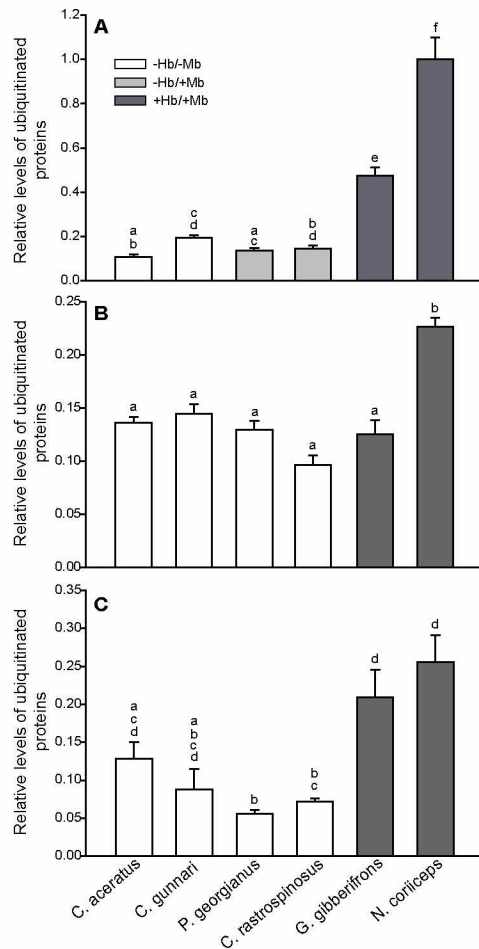 A
-Hb/-Mb
-Hb/+Mb
+Hb/+Mb
Relative levels of ubiquitinated
proteins
1.2
1.0
0.8
0.6
0.4
0.2
0.0
a
b
c
d
a
c
b
d
e
f
B
Relative levels of ubiquitinated
proteins
0.25
0.20
0.15
0.10
0.05
0.00
a
a
a
a
a
b
C
Relative levels of ubiquitinated
proteins
0.35
0.30
0.25
0.20
0.15
0.10
0.05
0.00
a
c
d
a
b
c
d
b
b
c
d
d
C. aceratus
C. gunnari
P. georgianus
C. rastrospinosus
G. gibberifrons
N. coriiceps